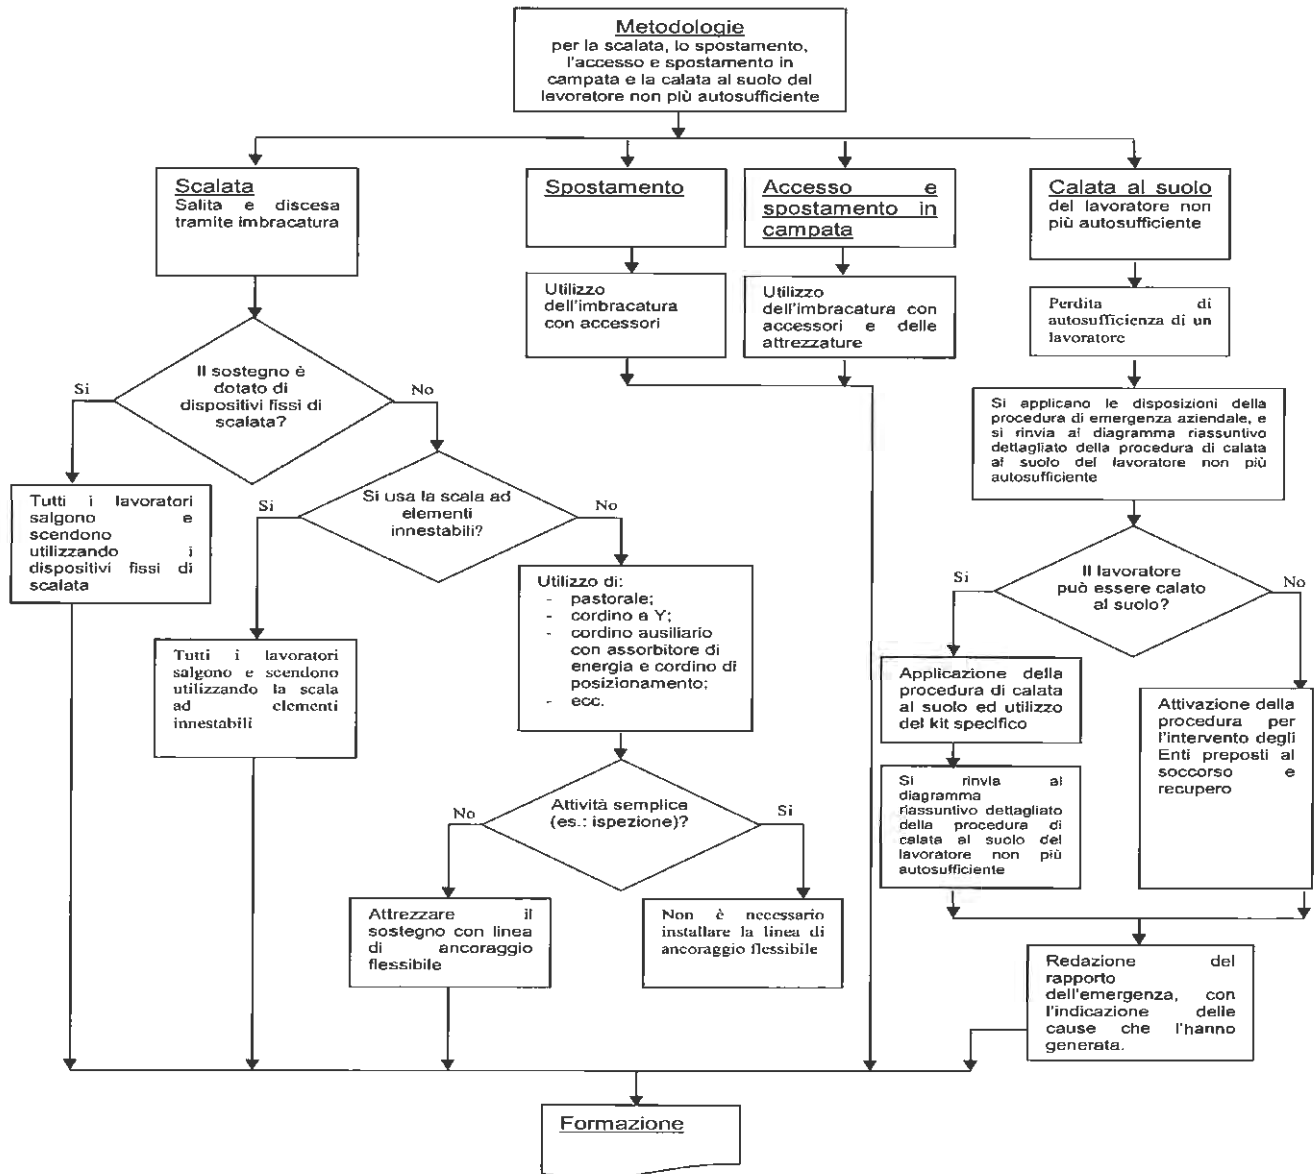 Metodologie
per la scalata, lo spostamento,
l'accesso e spostamento in
campata e la calata al suolo del
lavoratore non più autosufficiente
Scalata
Salita e discesa
tramite imbracatura
Spostamento
Accesso e
spostamento in
campata
Calata al suolo
del lavoratore non
più autosufficiente
Utilizzo
dell'imbracatura
con accessori
Utilizzo
dell'imbracatura con
accessori e delle
attrezzature
Perdita di
autosufficienza di un
lavoratore
Il sostegno è
dotato di
dispositivi fissi di
scalata?
Si
No
Si applicano le disposizioni della
procedura di emergenza aziendale, e
si rinvia al diagramma riassuntivo
dettagliato della procedura di calata
al suolo del lavoratore non più
autosufficiente
Tutti i lavoratori
salgono e
scendono
utilizzando i
dispositivi fissi di
scalata
Si usa la scala ad
elementi
innestabili?
Si
No
Tutti i lavoratori
salgono e scendono
utilizzando la scala
ad elementi
innestabili
Utilizzo di:
- pastorale;
- cordino a Y;
- cordino ausiliario
con assorbitore di
energia e cordino di
posizionamento;
- ecc.
Il lavoratore
può essere calato
al suolo?
Si
No
Applicazione della
procedura di calata
al suolo ed utilizzo
del kit specifico
Attivazione della
procedura per
l'intervento degli
Enti preposti al
soccorso e
recupero
Si rinvia al
diagramma
riassuntivo dettagliato
della procedura di
calata al suolo del
lavoratore non più
autosufficiente
Attività semplice
(es.: ispezione)?
No
Si
Attrezzare il
sostegno con linea
di ancoraggio
flessibile
Non è necessario
installare la linea di
ancoraggio flessibile
Redazione del
rapporto
dell'emergenza, con
l'indicazione delle
cause che l'hanno
generata.
Formazione